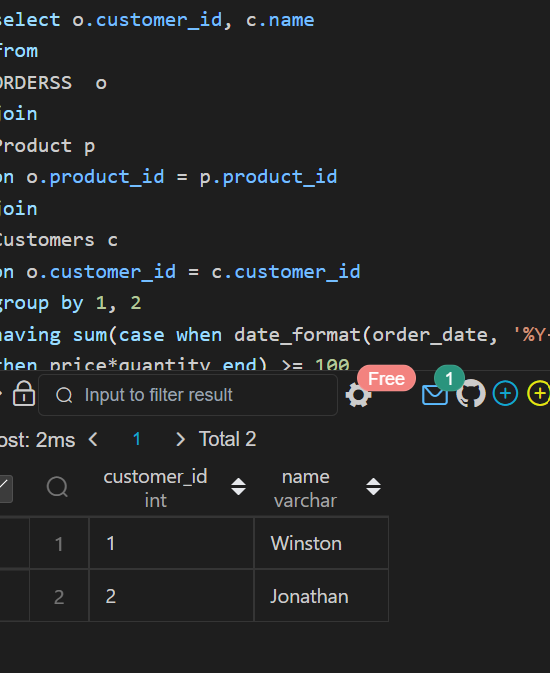 select o.customer_id, c.name
from
ORDERSS o
join
Product p
on o.product_id = p.product_id
join
Customers c
on o.customer_id = c.customer_id
group by 1, 2
having sum(case when date_format(order_date, '%Y-
then price*quantity end) >= 100
Free
1
Input to filter result
ost: 2ms 1 Total 2
customer_id name
int varchar
1 1 Winston
2 2 Jonathan